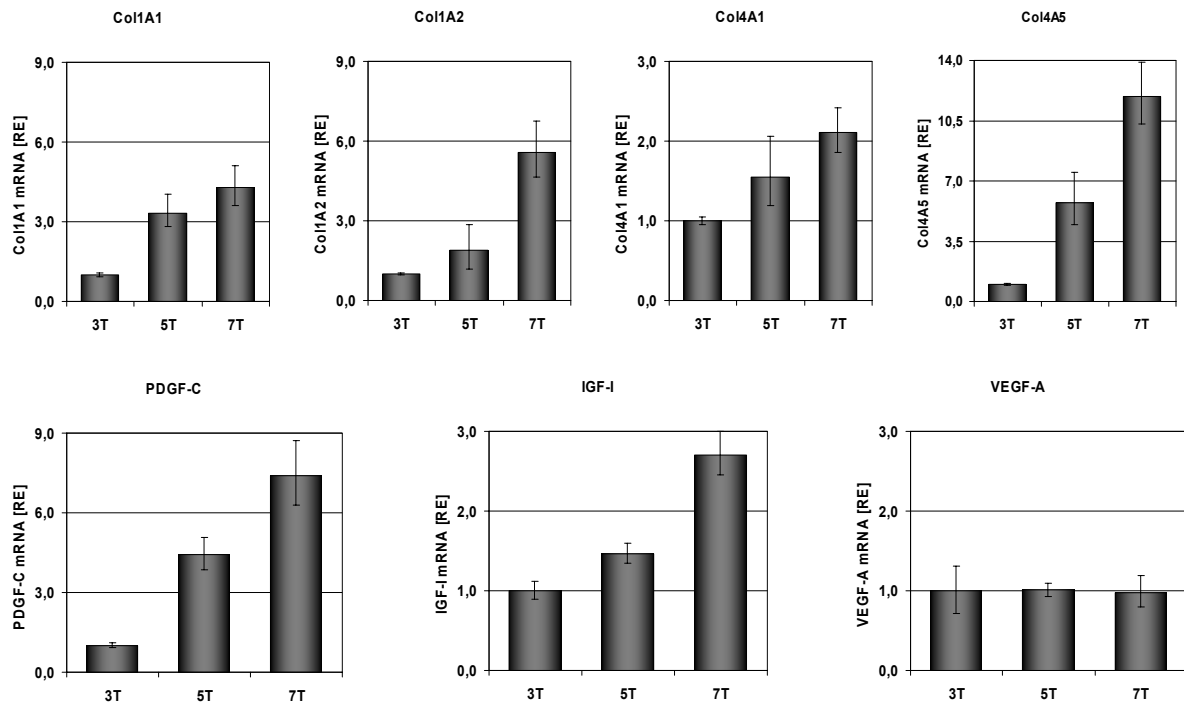 Col1A1
Col1A1 mRNA [RE]
9,0
6,0
3,0
0,0
3T 5T 7T
Col1A2
Col1A2 mRNA [RE]
9,0
6,0
3,0
0,0
3T 5T 7T
Col4A1
Col4A1 mRNA [RE]
3,0
2,0
1,0
0,0
3T 5T 7T
Col4A5
Col4A5 mRNA [RE]
14,0
10,5
7,0
3,5
0,0
3T 5T 7T
PDGF-C
PDGF-C mRNA [RE]
9,0
6,0
3,0
0,0
3T 5T 7T
IGF-I
IGF-I mRNA [RE]
3,0
2,0
1,0
0,0
3T 5T 7T
VEGF-A
VEGF-A mRNA [RE]
3,0
2,0
1,0
0,0
3T 5T 7T